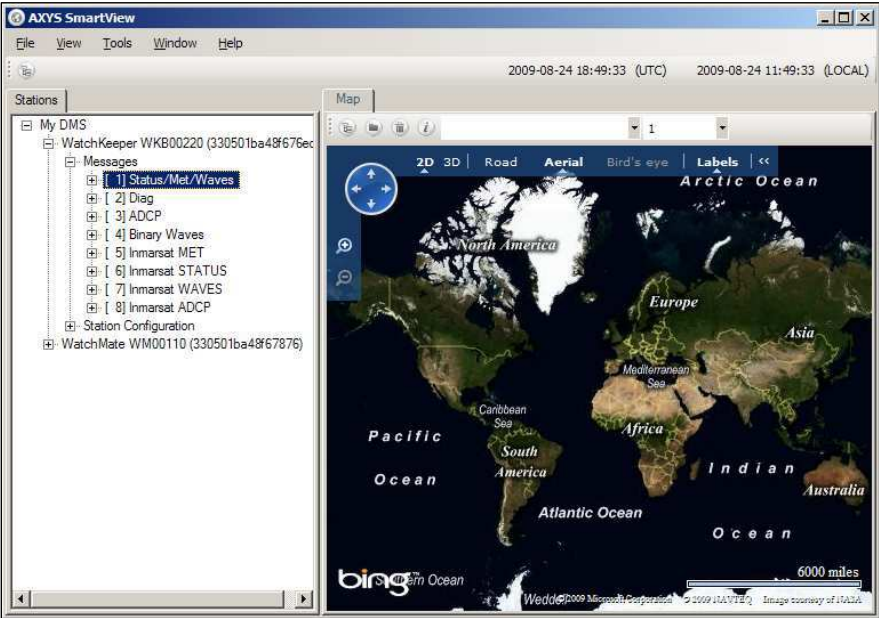 AXYS SmartView
File View Tools Window Help
2009-08-24 18:49:33 (UTC) 2009-08-24 11:49:33 (LOCAL)
Stations
My DMS
WatchKeeper WKB00220 (330501ba48f676ec
Messages
[ 1] Status/Met/Waves
[ 2] Diag
[ 3] ADCP
[ 4] Binary Waves
[ 5] Inmarsat MET
[ 6] Inmarsat STATUS
[ 7] Inmarsat WAVES
[ 8] Inmarsat ADCP
Station Configuration
WatchMate WM00110 (330501ba48f67876)
Map
1
2D 3D Road Aerial Bird's eye Labels <<
Arctic Ocean
North America
Europe
Asia
Mediterranean
Sea
Caribbean
Sea
Africa
Pacific
Ocean
South
America
Indian
Ocean
Australia
Atlantic Ocean
6000 miles
bing™
Southern Ocean
©2009 Microsoft Corporation © 2009 NAVTEQ Image courtesy of NASA